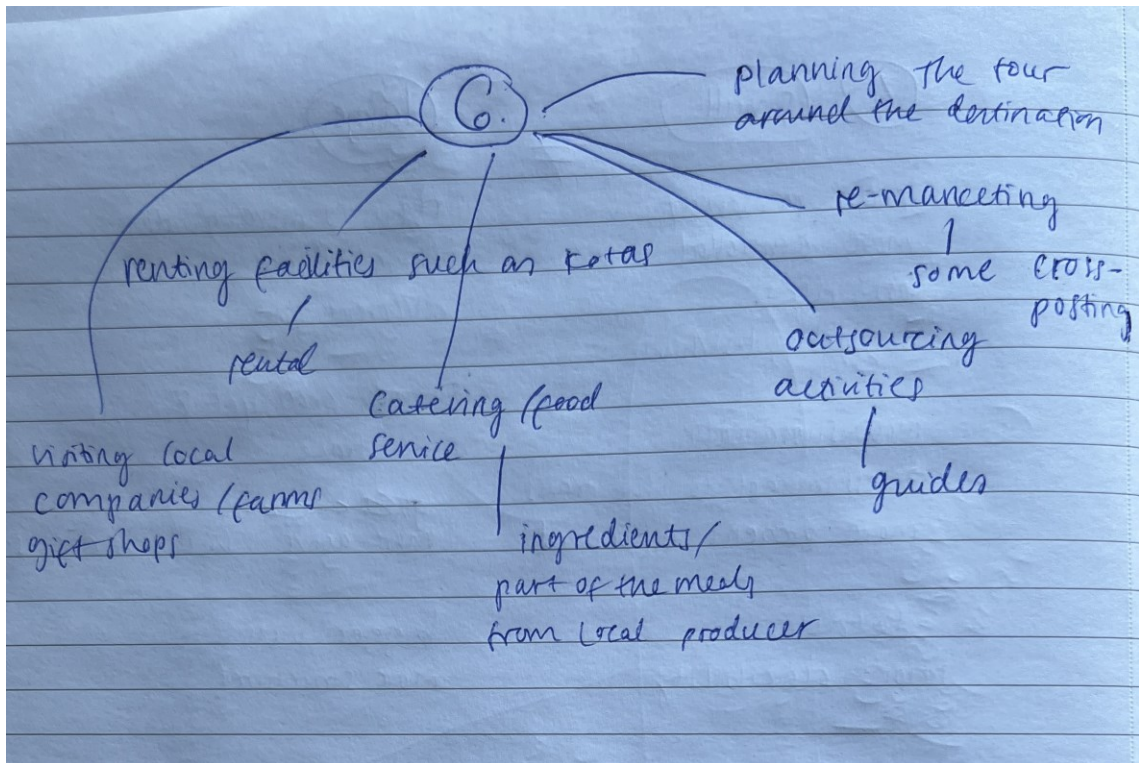 6.
planning the tour
around the destination
re-marketing
some cross-
posting
renting facilities such as kotas
rental
outsourcing
activities
guides
catering/food
service
ingredients/
part of the meals
from local producer
visiting local
companies/farms
gift shops